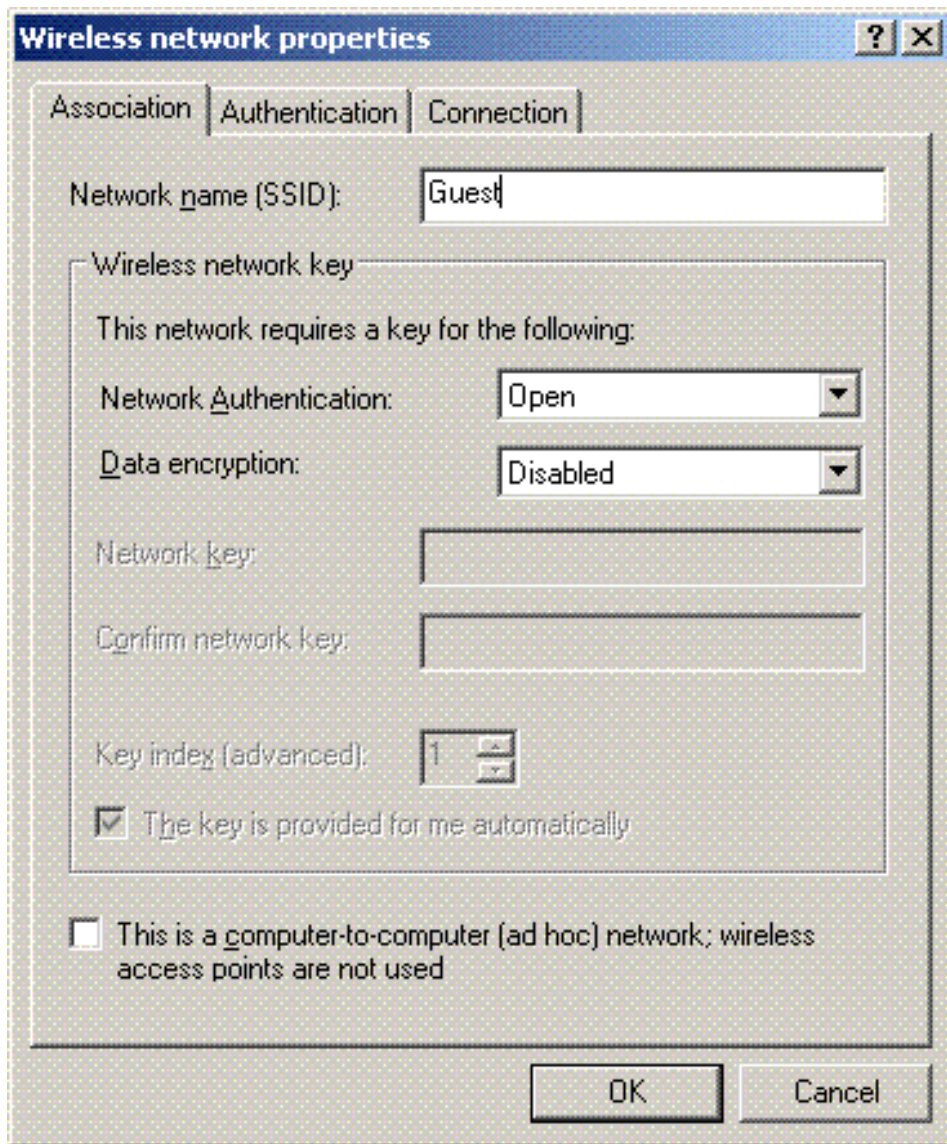 Wireless network properties
Association Authentication Connection
Network name (SSID): Guest
Wireless network key
This network requires a key for the following:
Network Authentication: Open
Data encryption: Disabled
Network key:
Confirm network key:
Key index (advanced): 1
The key is provided for me automatically
This is a computer-to-computer (ad hoc) network; wireless
access points are not used
OK Cancel